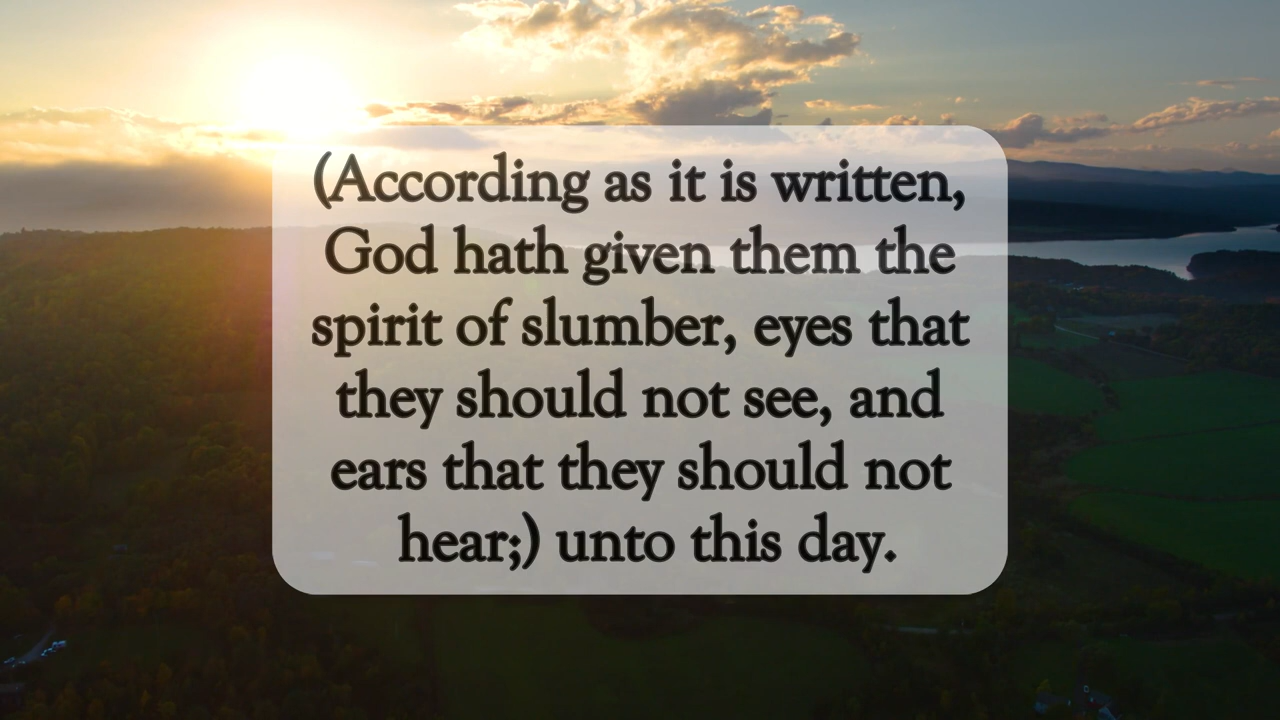 (According as it is written,
God hath given them the
spirit of slumber, eyes that
they should not see, and
ears that they should not
hear;) unto this day.